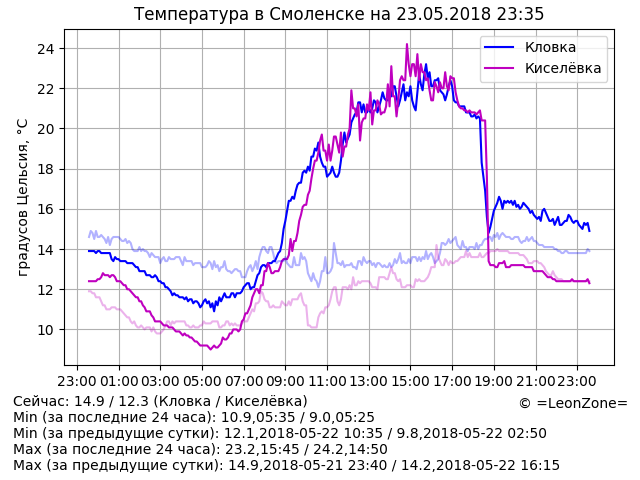 Температура в Смоленске на 23.05.2018 23:35
Кловка
Киселёвка
градусов Цельсия, °C
24
22
20
18
16
14
12
10
23:00 01:00 03:00 05:00 07:00 09:00 11:00 13:00 15:00 17:00 19:00 21:00 23:00
Сейчас: 14.9 / 12.3 (Кловка / Киселёвка)
© =LeonZone=
Min (за последние 24 часа): 10.9,05:35 / 9.0,05:25
Min (за предыдущие сутки): 12.1,2018-05-22 10:35 / 9.8,2018-05-22 02:50
Max (за последние 24 часа): 23.2,15:45 / 24.2,14:50
Max (за предыдущие сутки): 14.9,2018-05-21 23:40 / 14.2,2018-05-22 16:15